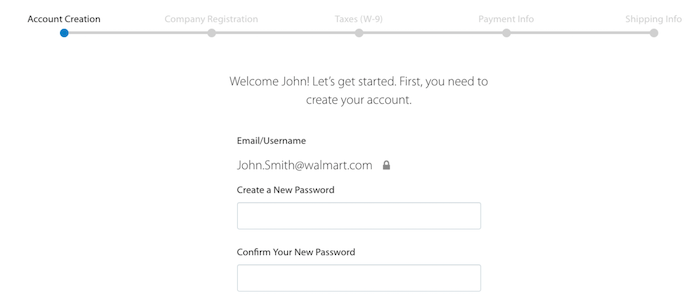 Account Creation
Company Registration
Taxes (W-9)
Payment Info
Shipping Info
Welcome John! Let's get started. First, you need to
create your account.
Email/Username
John.Smith@walmart.com
Create a New Password
Confirm Your New Password